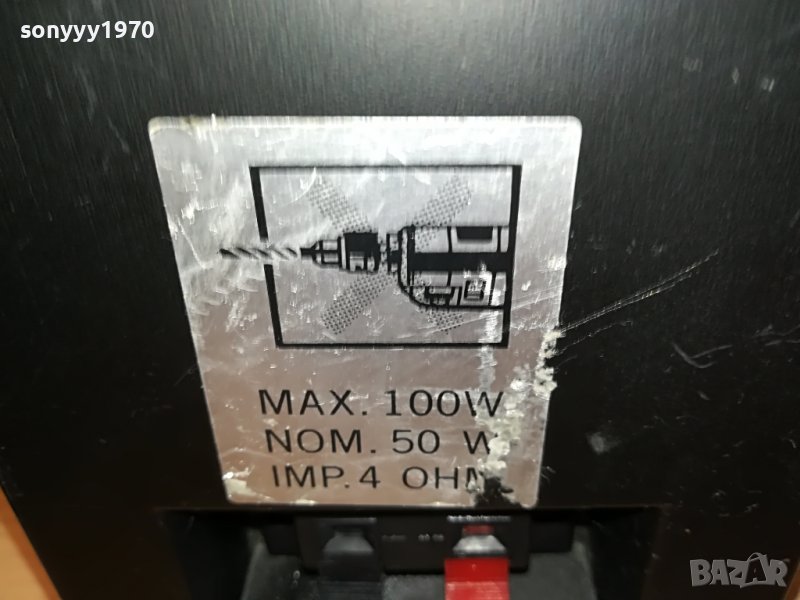 sonyyy1970
MAX. 100W
NOM. 50 W
IMP. 4 OHM
BAZAR